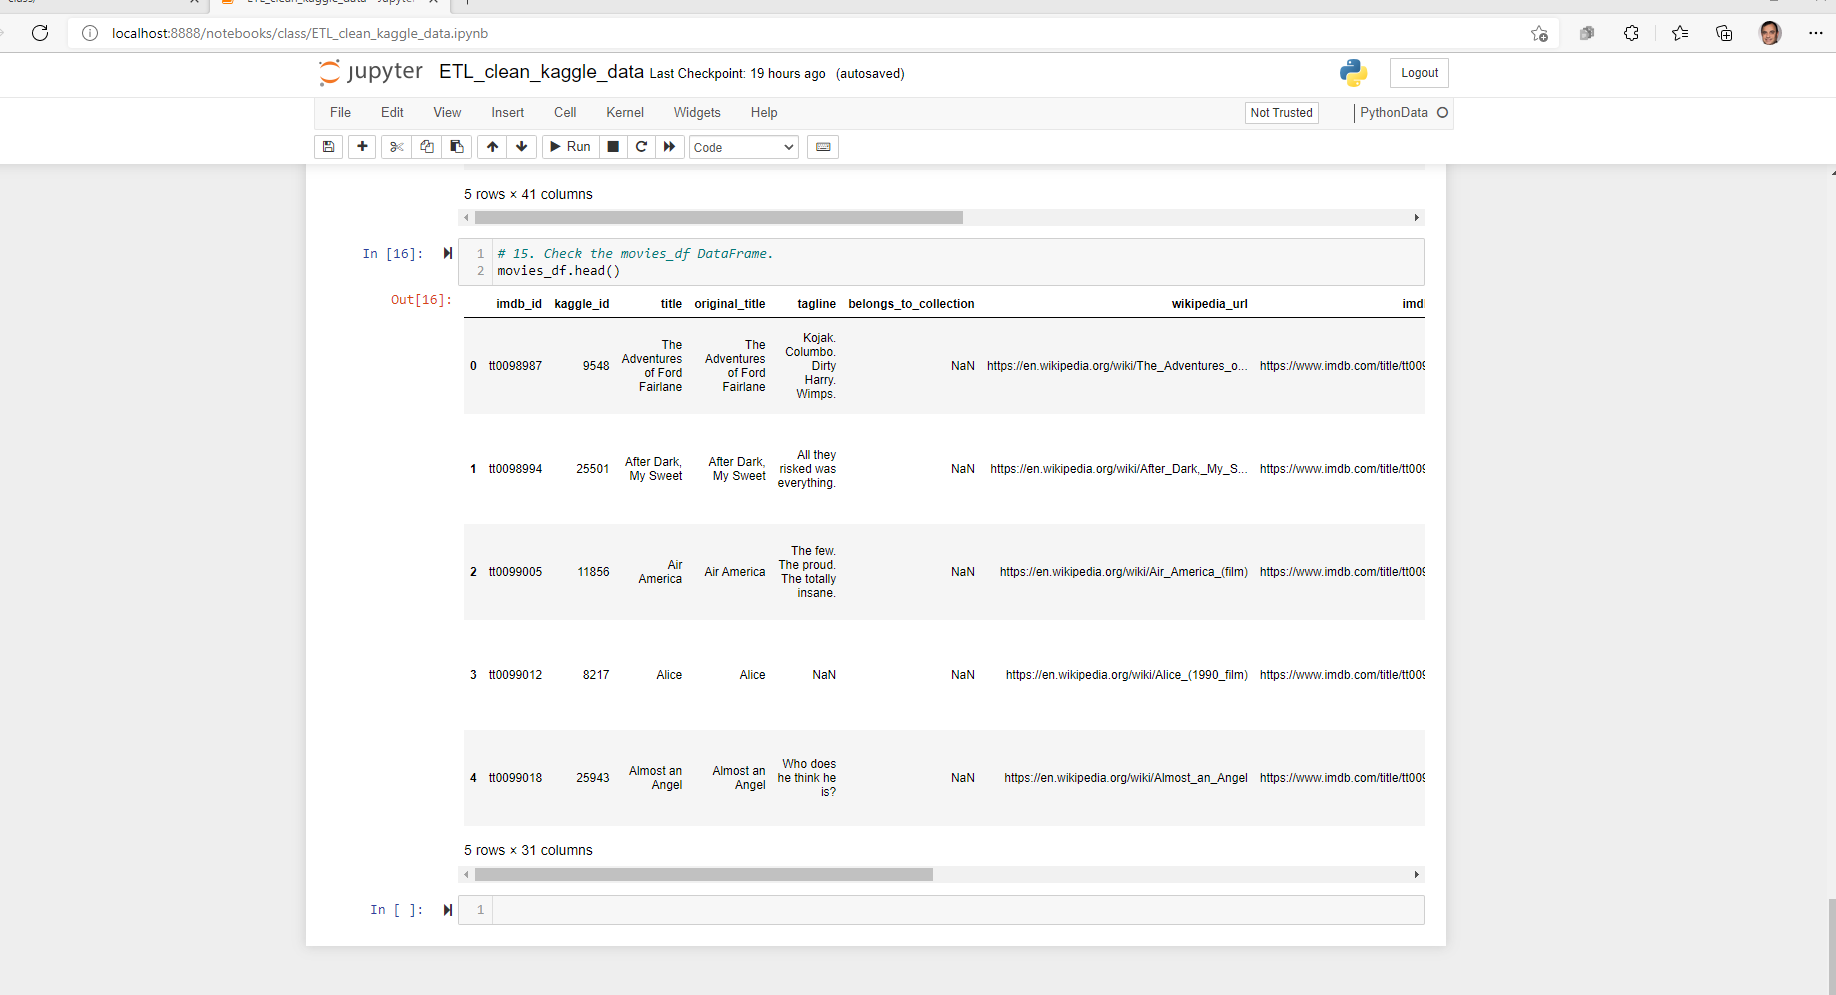 localhost:8888/notebooks/class/ETL_clean_kaggle_data.ipynb
jupyter ETL_clean_kaggle_data Last Checkpoint: 19 hours ago (autosaved)
Logout
File Edit View Insert Cell Kernel Widgets Help
Not Trusted PythonData
Run Code
5 rows × 41 columns
In [16]: 1 # 15. Check the movies_df DataFrame.
2 movies_df.head()
Out[16]:
imdb_id kaggle_id title original_title tagline belongs_to_collection wikipedia_url imdl
0 tt0098987 9548 The Adventures of Ford Fairlane The Adventures of Ford Fairlane Kojak. Columbo. Dirty Harry. Wimps. NaN https://en.wikipedia.org/wiki/The_Adventures_o... https://www.imdb.com/title/tt009
1 tt0098994 25501 After Dark, My Sweet After Dark, My Sweet All they risked was everything. NaN https://en.wikipedia.org/wiki/After_Dark,_My_S... https://www.imdb.com/title/tt009
2 tt0099005 11856 Air America Air America The few. The proud. The totally insane. NaN https://en.wikipedia.org/wiki/Air_America_(film) https://www.imdb.com/title/tt009
3 tt0099012 8217 Alice Alice NaN NaN https://en.wikipedia.org/wiki/Alice_(1990_film) https://www.imdb.com/title/tt009
4 tt0099018 25943 Almost an Angel Almost an Angel Who does he think he is? NaN https://en.wikipedia.org/wiki/Almost_an_Angel https://www.imdb.com/title/tt009
5 rows × 31 columns
In [ ]: 1